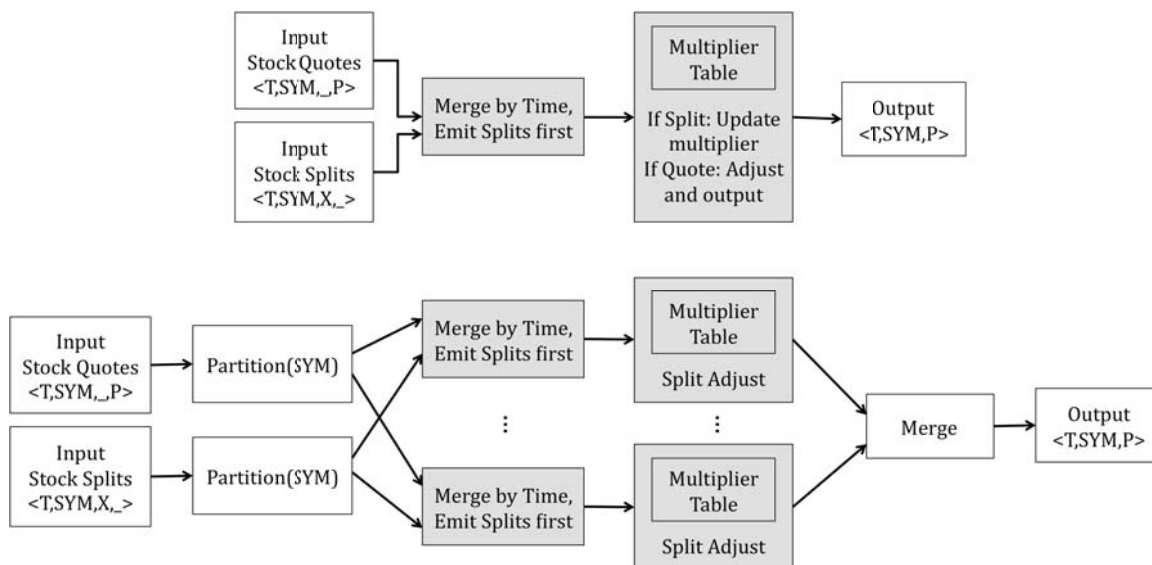 Input
Stock Quotes
<T,SYM,_,P>
Input
Stock Splits
<T,SYM,X,_>
Merge by Time,
Emit Splits first
Multiplier
Table
If Split: Update
multiplier
If Quote: Adjust
and output
Output
<T,SYM,P>
Input
Stock Quotes
<T,SYM,_,P>
Input
Stock Splits
<T,SYM,X,_>
Partition(SYM)
Partition(SYM)
Merge by Time,
Emit Splits first
...
Merge by Time,
Emit Splits first
Multiplier
Table
Split Adjust
...
Multiplier
Table
Split Adjust
Merge
Output
<T,SYM,P>